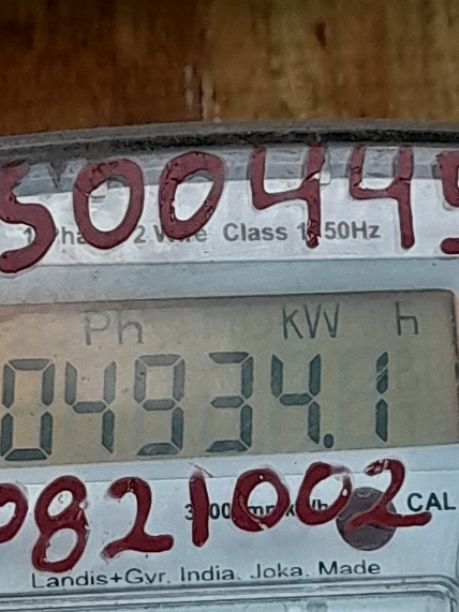 500445
Class 1 50Hz
Ph KW h
04934.1
0821002
CAL
Landis+Gyr, India, Joka, Made